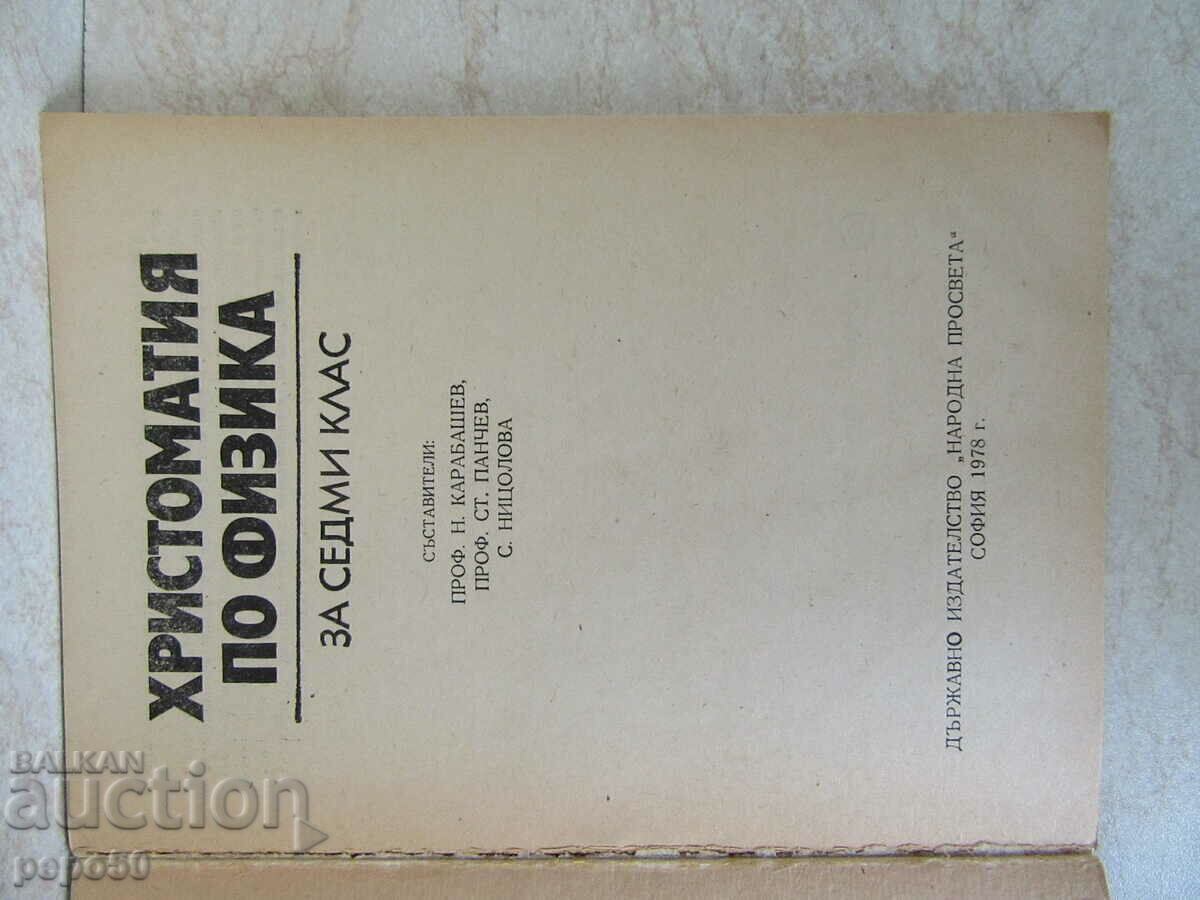 ХРИСТОМАТИЯ
ПО ФИЗИКА
ЗА СЕДМИ КЛАС
СЪСТАВИТЕЛИ:
ПРОФ. Н. КАРАБАШЕВ,
ПРОФ. СТ. ПАНЧЕВ,
С. НИЦОЛОВА
ДЪРЖАВНО ИЗДАТЕЛСТВО „НАРОДНА ПРОСВЕТА“
СОФИЯ 1978 г.
BALKAN
auction
pepo50